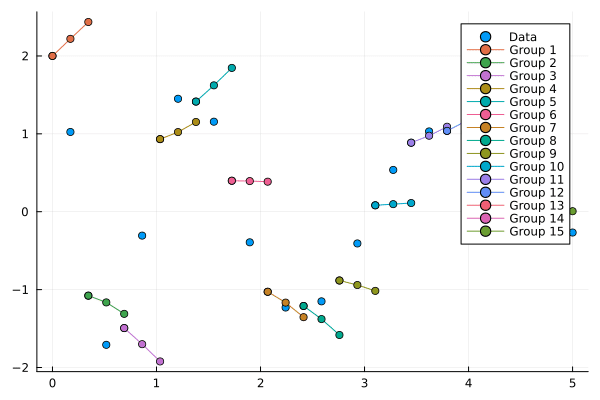 2
1
0
−1
−2
0
1
2
3
4
5
Data
Group 1
Group 2
Group 3
Group 4
Group 5
Group 6
Group 7
Group 8
Group 9
Group 10
Group 11
Group 12
Group 13
Group 14
Group 15